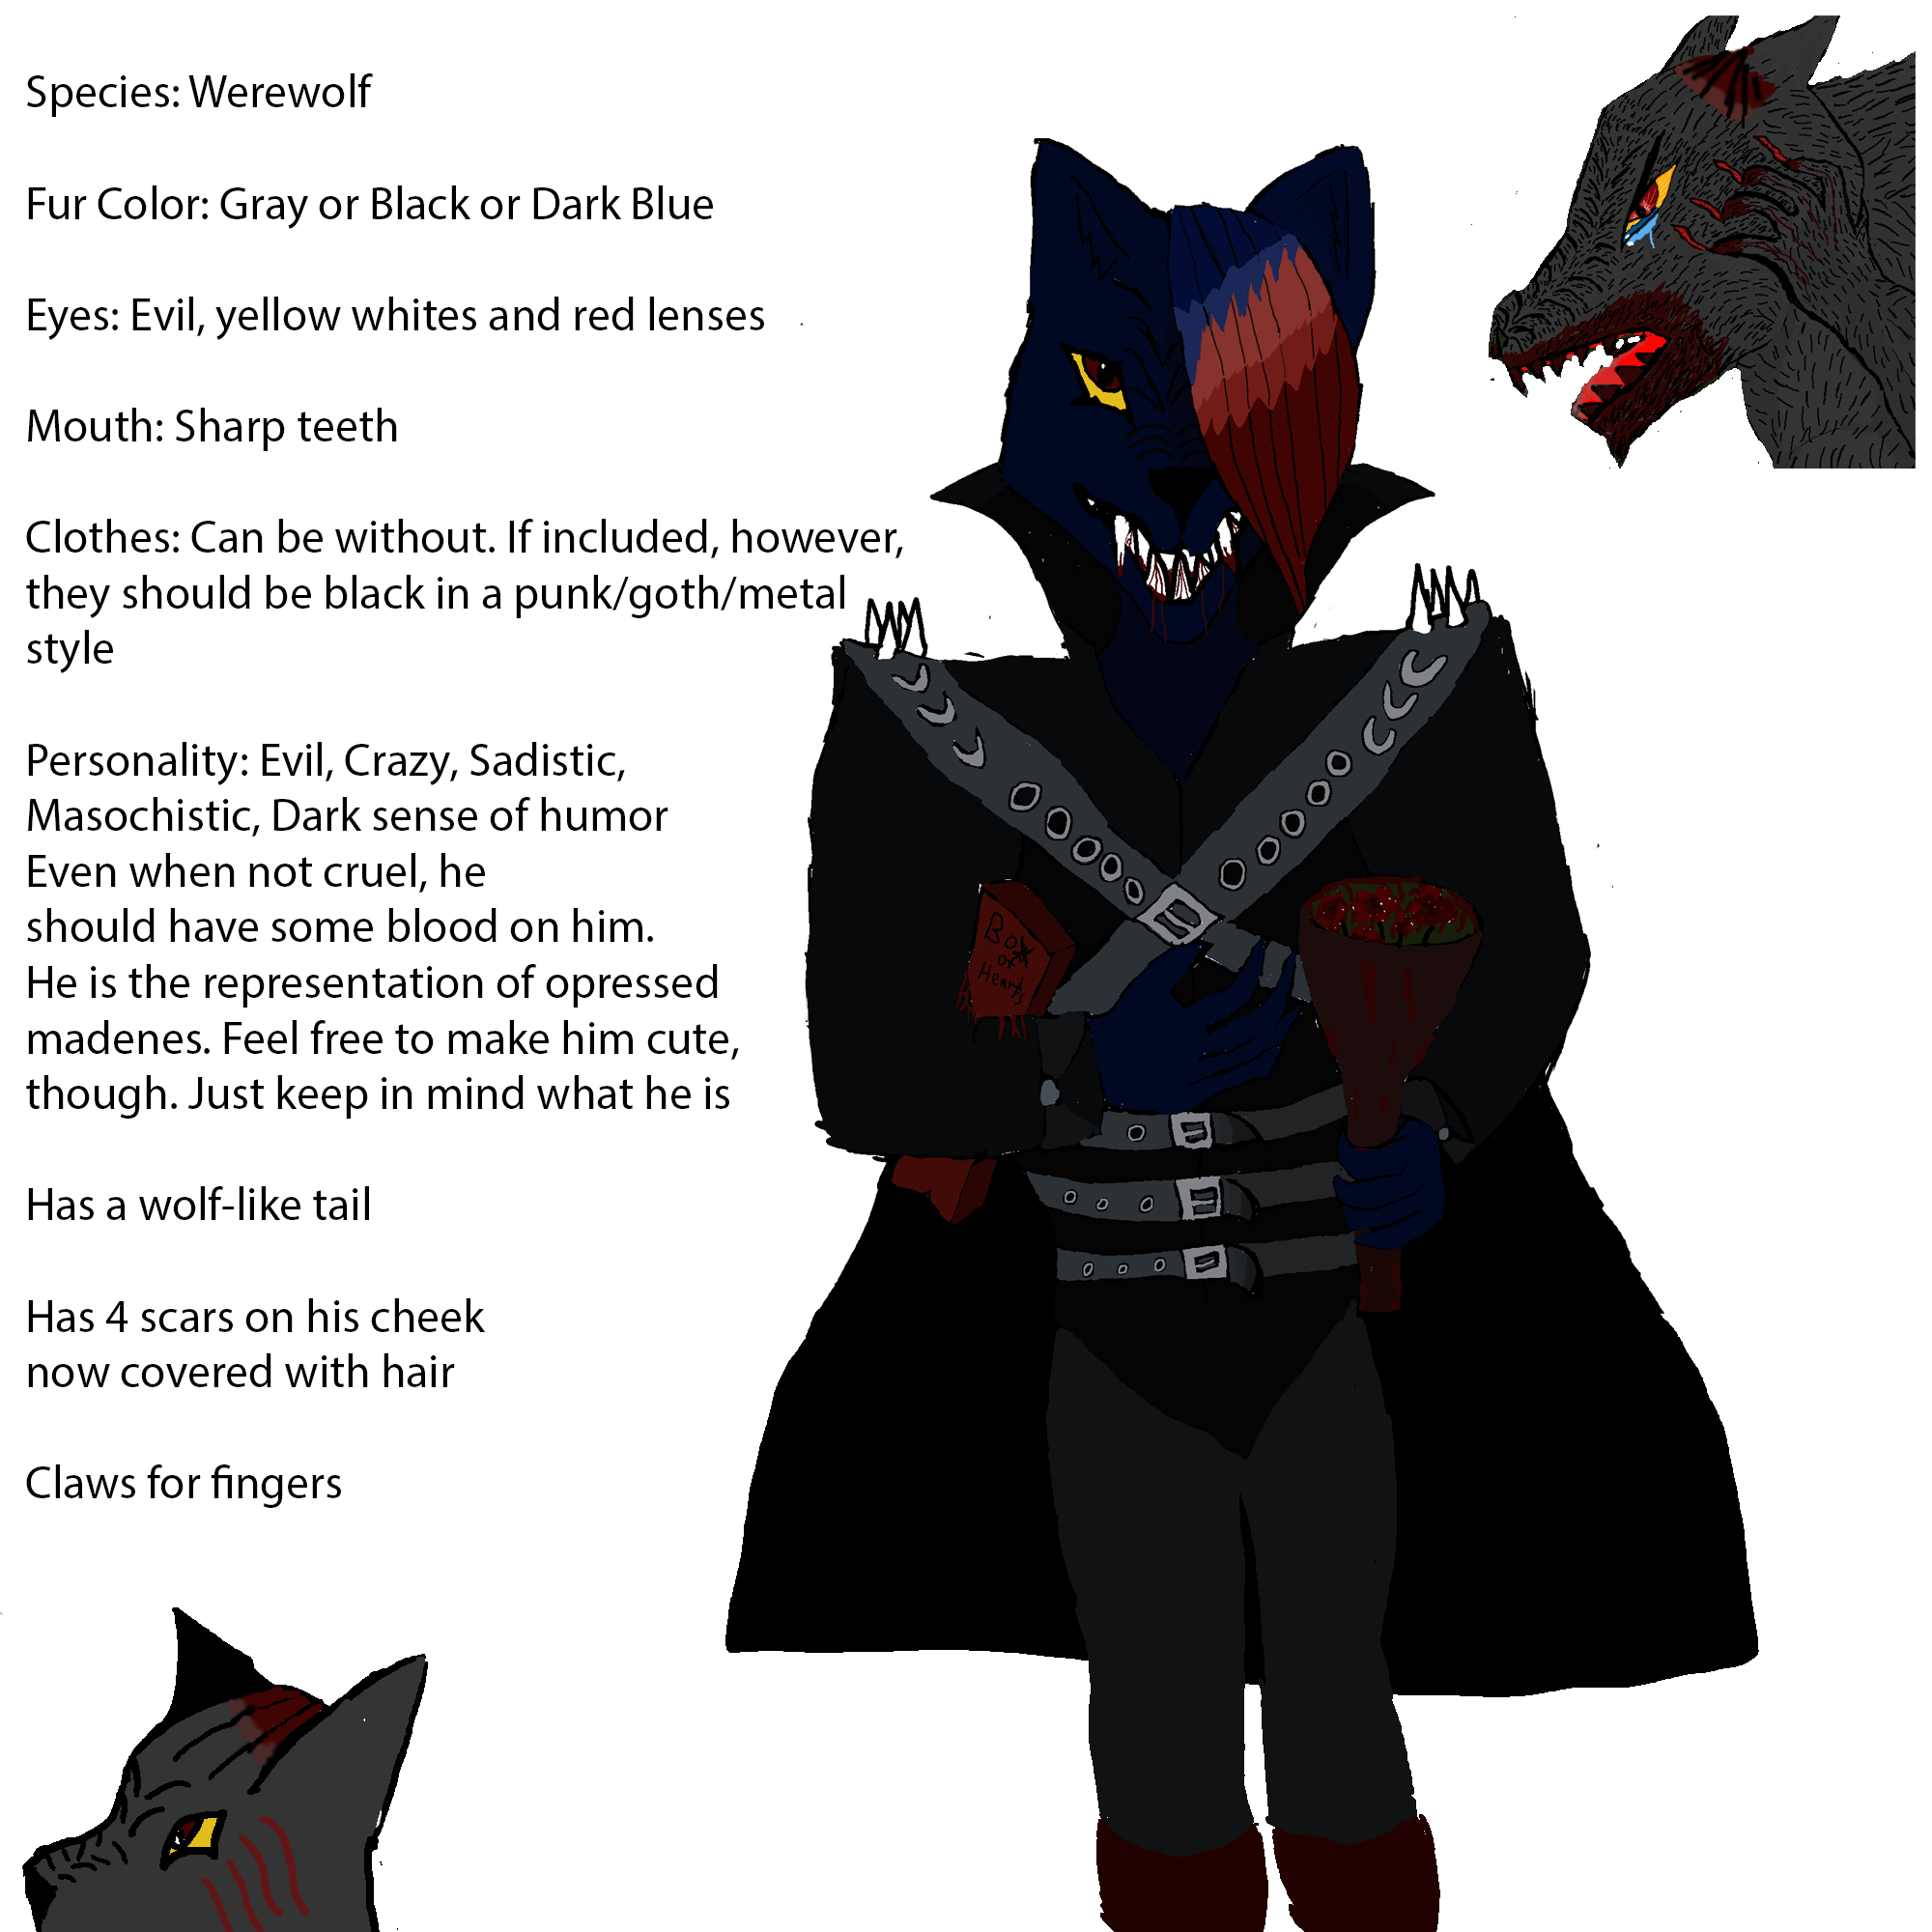 Species: Werewolf
Fur Color: Gray or Black or Dark Blue
Eyes: Evil, yellow whites and red lenses
Mouth: Sharp teeth
Clothes: Can be without. If included, however,
they should be black in a punk/goth/metal
style
Personality: Evil, Crazy, Sadistic,
Masochistic, Dark sense of humor
Even when not cruel, he
should have some blood on him.
He is the representation of opressed
madenes. Feel free to make him cute,
though. Just keep in mind what he is
Has a wolf-like tail
Has 4 scars on his cheek
now covered with hair
Claws for fingers
Box
of
Hearts